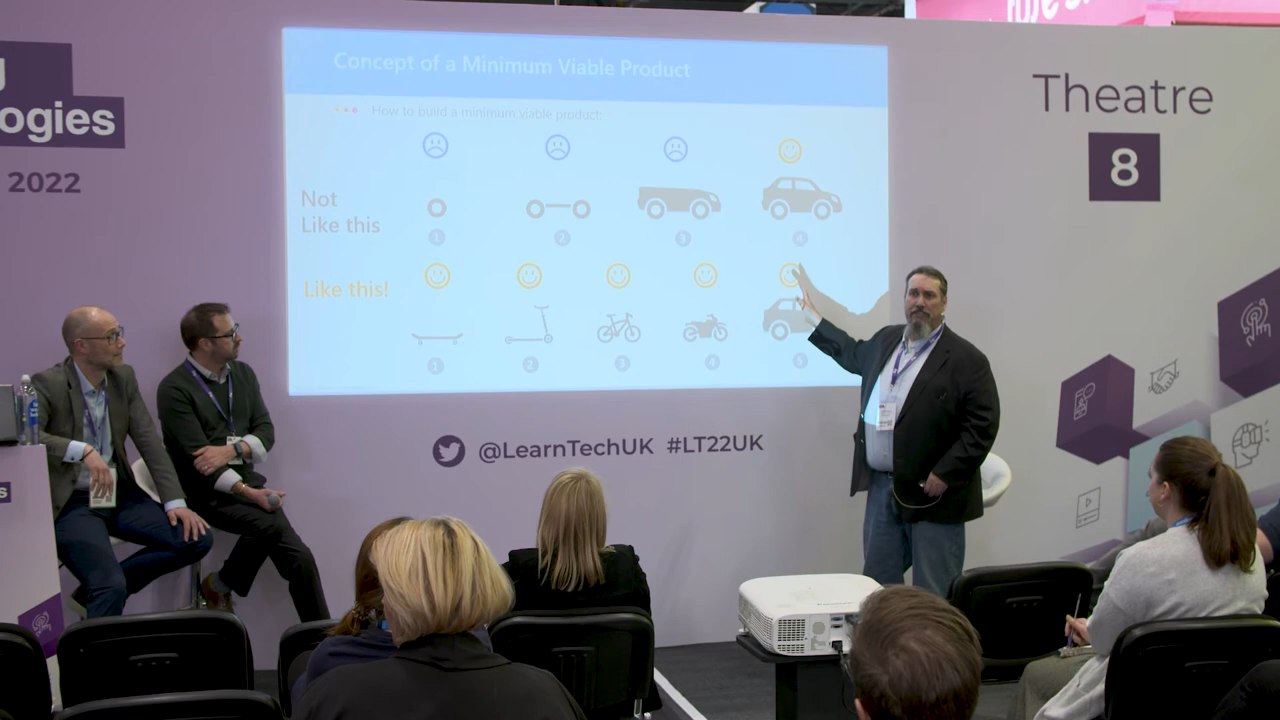 ogies
2022
Concept of a Minimum Viable Product
How to build a minimum viable product:
Not
Like this
1 2 3 4
Like this!
1 2 3 4 5
Theatre
8
@LearnTechUK #LT22UK